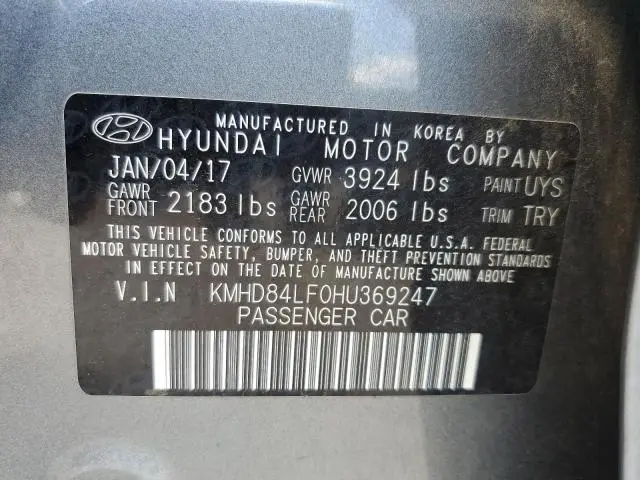 MANUFACTURED IN KOREA BY
HYUNDAI MOTOR COMPANY
JAN/04/17 GVWR 3924 lbs PAINT UYS
GAWR FRONT 2183 lbs GAWR REAR 2006 lbs TRIM TRY
THIS VEHICLE CONFORMS TO ALL APPLICABLE U.S.A. FEDERAL
MOTOR VEHICLE SAFETY, BUMPER, AND THEFT PREVENTION STANDARDS
IN EFFECT ON THE DATE OF MANUFACTURE SHOWN ABOVE
V.I.N KMHD84LF0HU369247
PASSENGER CAR